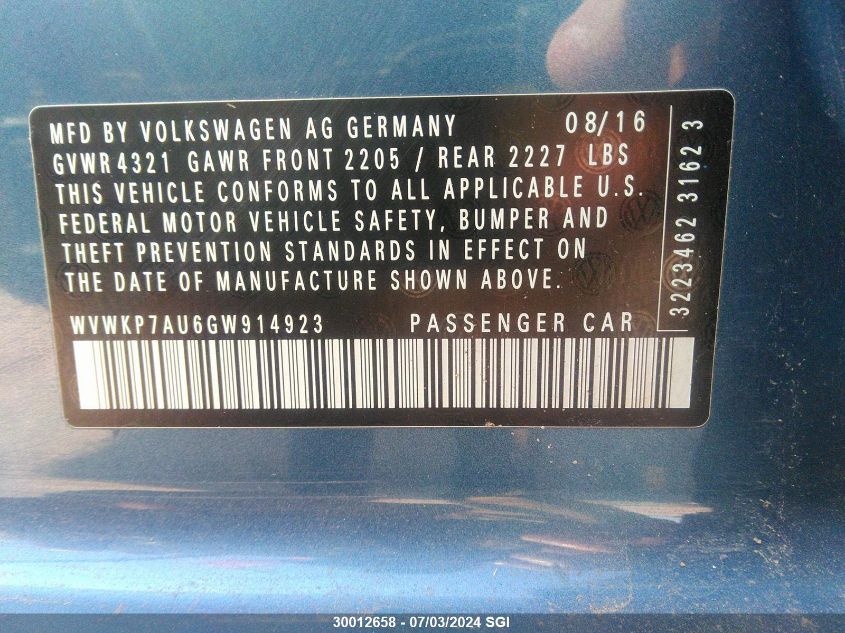 MFD BY VOLKSWAGEN AG GERMANY 08/16
GVWR 4321 GAWR FRONT 2205 / REAR 2227 LBS
THIS VEHICLE CONFORMS TO ALL APPLICABLE U.S.
FEDERAL MOTOR VEHICLE SAFETY, BUMPER AND
THEFT PREVENTION STANDARDS IN EFFECT ON
THE DATE OF MANUFACTURE SHOWN ABOVE.
WVWKP7AU6GW914923 PASSENGER CAR
3223462 31623
30012658 - 07/03/2024 SGI